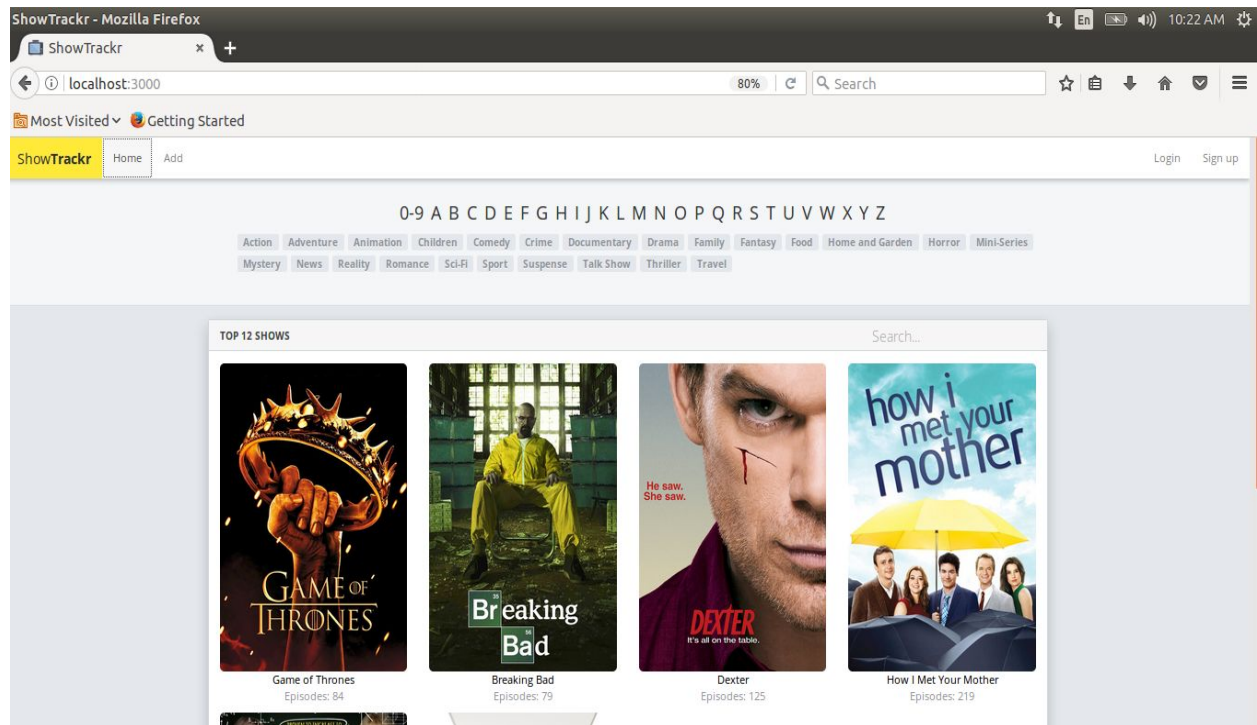 ShowTrackr - Mozilla Firefox En 10:22 AM
ShowTrackr
localhost:3000 80% Search
Most Visited Getting Started
ShowTrackr Home Add Login Sign up
0-9 A B C D E F G H I J K L M N O P Q R S T U V W X Y Z
Action Adventure Animation Children Comedy Crime Documentary Drama Family Fantasy Food Home and Garden Horror Mini-Series
Mystery News Reality Romance Sci-Fi Sport Suspense Talk Show Thriller Travel
TOP 12 SHOWS Search...
GAME OF THRONES
Breaking
Bad
He saw.
She saw.
DEXTER
It's all on the table.
how i
met your
mother
Game of Thrones Breaking Bad Dexter How I Met Your Mother
Episodes: 84 Episodes: 79 Episodes: 125 Episodes: 219